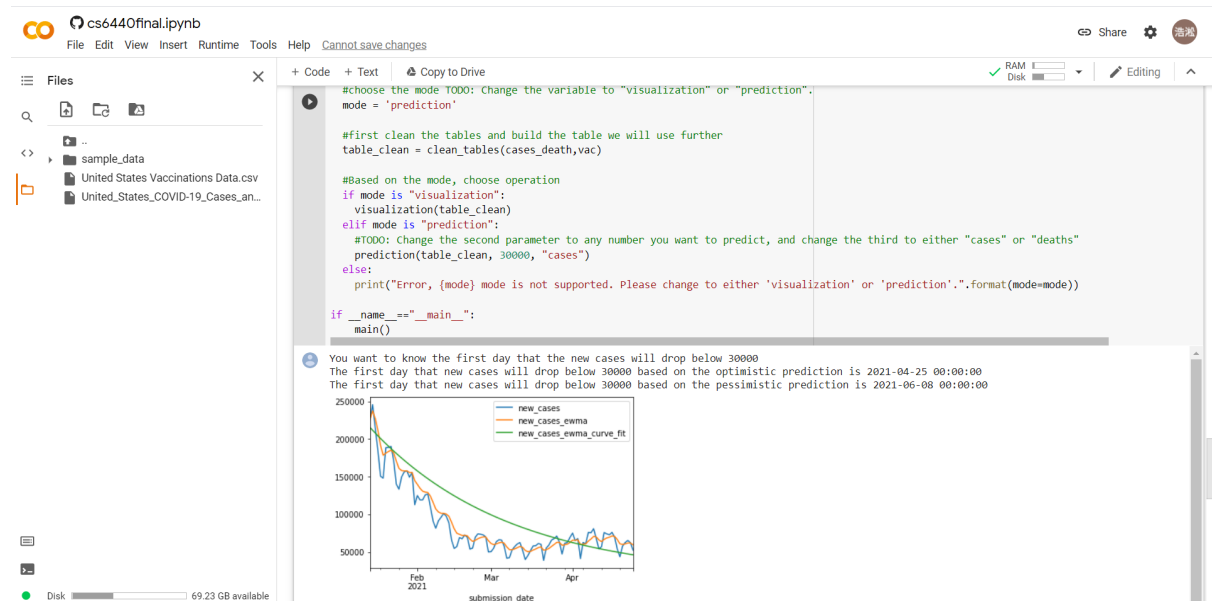 cs6440final.ipynb
File Edit View Insert Runtime Tools Help Cannot save changes
Share
浩淞
Files
+ Code + Text Copy to Drive
RAM
Disk
Editing
..
sample_data
United States Vaccinations Data.csv
United_States_COVID-19_Cases_an...
#choose the mode TODO: Change the variable to "visualization" or "prediction".
mode = 'prediction'
#first clean the tables and build the table we will use further
table_clean = clean_tables(cases_death,vac)
#Based on the mode, choose operation
if mode is "visualization":
visualization(table_clean)
elif mode is "prediction":
#TODO: Change the second parameter to any number you want to predict, and change the third to either "cases" or "deaths"
prediction(table_clean, 30000, "cases")
else:
print("Error, {mode} mode is not supported. Please change to either 'visualization' or 'prediction'.".format(mode=mode))
if __name__=="__main__":
main()
You want to know the first day that the new cases will drop below 30000
The first day that new cases will drop below 30000 based on the optimistic prediction is 2021-04-25 00:00:00
The first day that new cases will drop below 30000 based on the pessimistic prediction is 2021-06-08 00:00:00
250000
200000
150000
100000
50000
new_cases
new_cases_ewma
new_cases_ewma_curve_fit
Feb
2021
Mar
Apr
submission_date
Disk
69.23 GB available